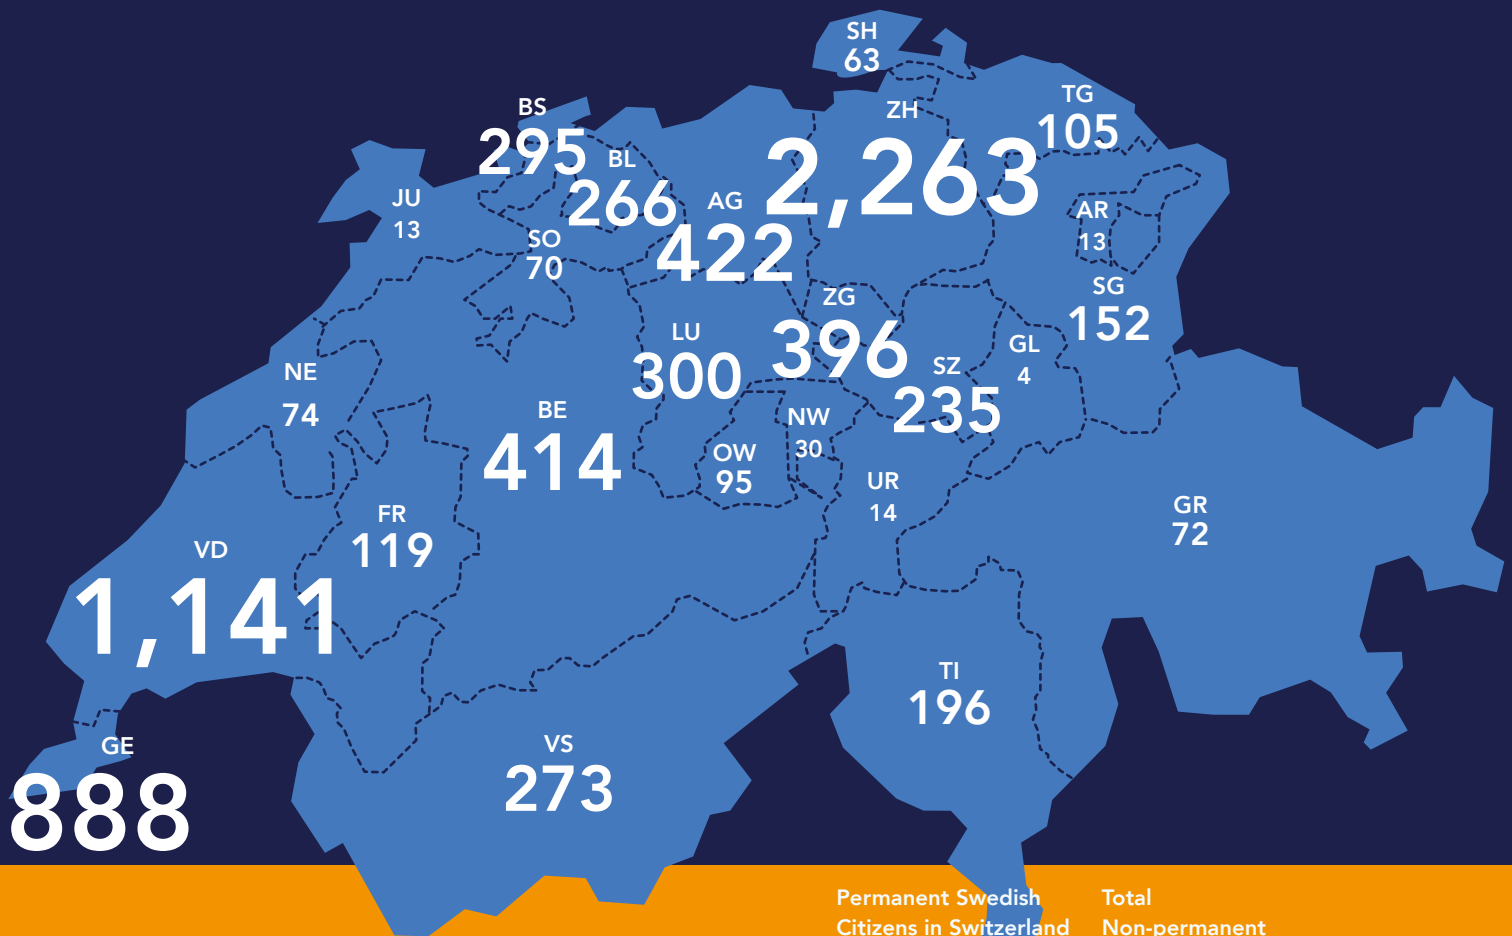 SH
63
BS
295
BL
266
ZH
2,263
TG
105
JU
13
AG
422
AR
13
SO
70
ZG
396
SG
152
LU
300
GL
4
SZ
235
NE
74
BE
414
NW
30
OW
95
UR
14
GR
72
FR
119
VD
1,141
TI
196
GE
888
VS
273
Permanent Swedish
Citizens in Switzerland
Total
Non-permanent